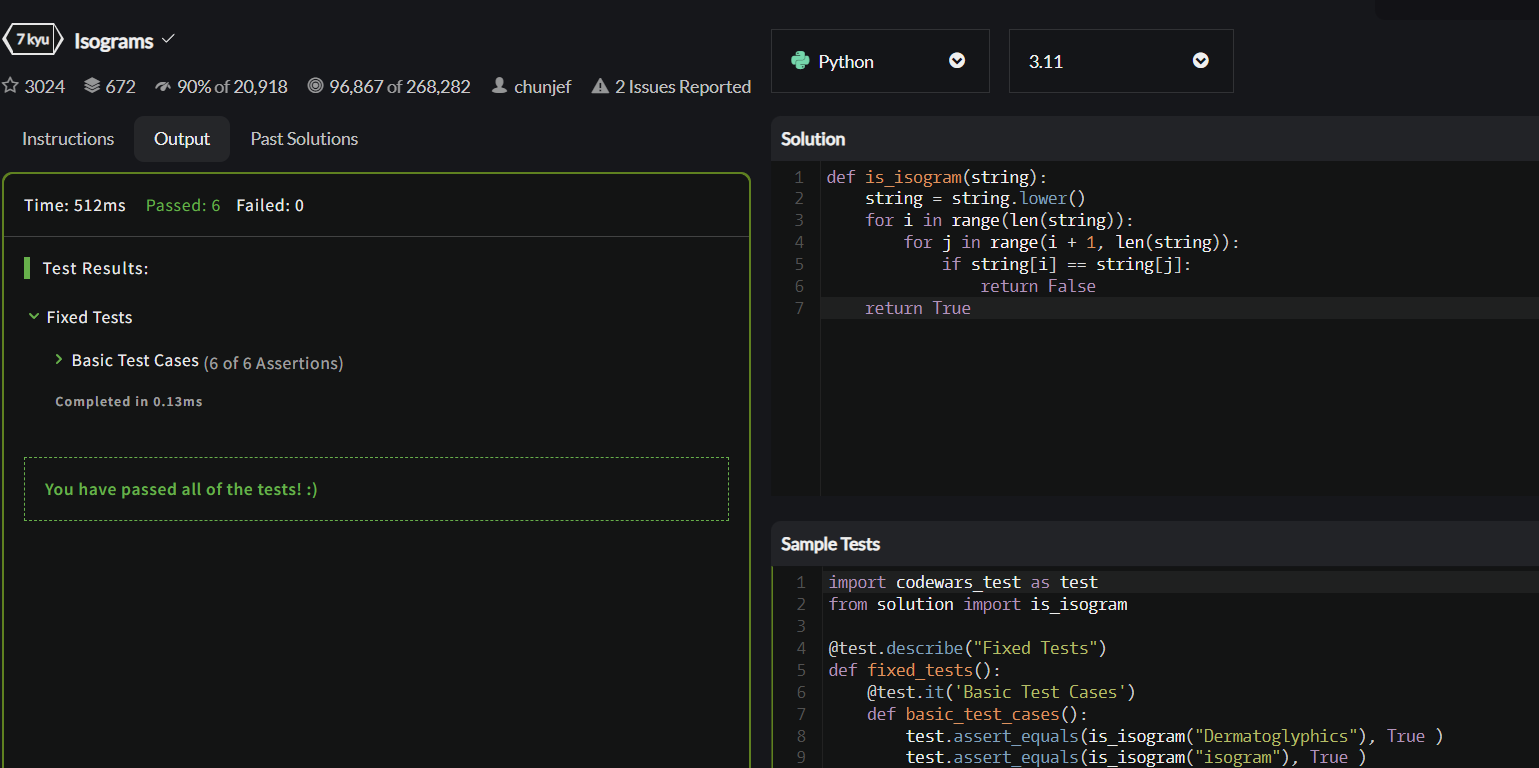 7 kyu Isograms
3024 672 90% of 20,918 96,867 of 268,282 chunjef 2 Issues Reported
Instructions Output Past Solutions
Time: 512ms Passed: 6 Failed: 0
Test Results:
Fixed Tests
Basic Test Cases (6 of 6 Assertions)
Completed in 0.13ms
You have passed all of the tests! :)
Python 3.11
Solution
1 def is_isogram(string):
2     string = string.lower()
3     for i in range(len(string)):
4         for j in range(i + 1, len(string)):
5             if string[i] == string[j]:
6                 return False
7     return True
Sample Tests
1 import codewars_test as test
2 from solution import is_isogram
3
4 @test.describe("Fixed Tests")
5 def fixed_tests():
6     @test.it('Basic Test Cases')
7     def basic_test_cases():
8         test.assert_equals(is_isogram("Dermatoglyphics"), True )
9         test.assert_equals(is_isogram("isogram"), True )